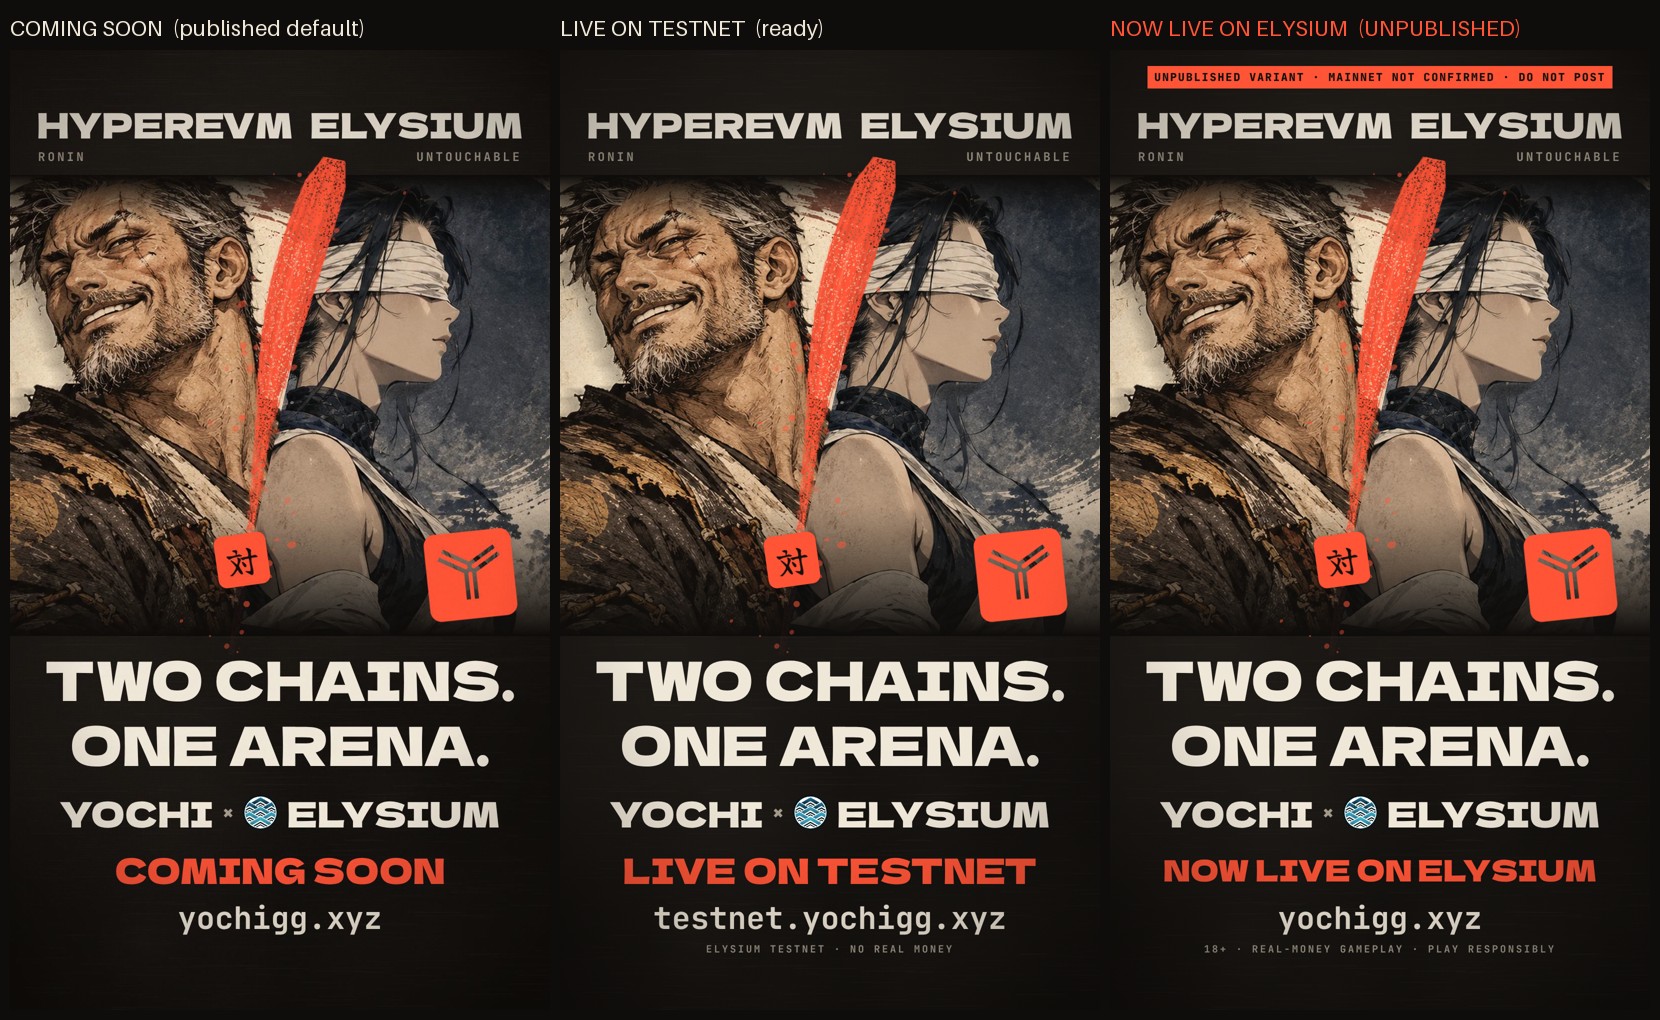 COMING SOON (published default)
HYPEREVM ELYSIUM
RONIN UNTOUCHABLE
対
TWO CHAINS.
ONE ARENA.
YOCHI × ELYSIUM
COMING SOON
yochigg.xyz
LIVE ON TESTNET (ready)
HYPEREVM ELYSIUM
RONIN UNTOUCHABLE
対
TWO CHAINS.
ONE ARENA.
YOCHI × ELYSIUM
LIVE ON TESTNET
testnet.yochigg.xyz
ELYSIUM TESTNET · NO REAL MONEY
NOW LIVE ON ELYSIUM (UNPUBLISHED)
UNPUBLISHED VARIANT · MAINNET NOT CONFIRMED · DO NOT POST
HYPEREVM ELYSIUM
RONIN UNTOUCHABLE
対
TWO CHAINS.
ONE ARENA.
YOCHI × ELYSIUM
NOW LIVE ON ELYSIUM
yochigg.xyz
18+ · REAL-MONEY GAMEPLAY · PLAY RESPONSIBLY